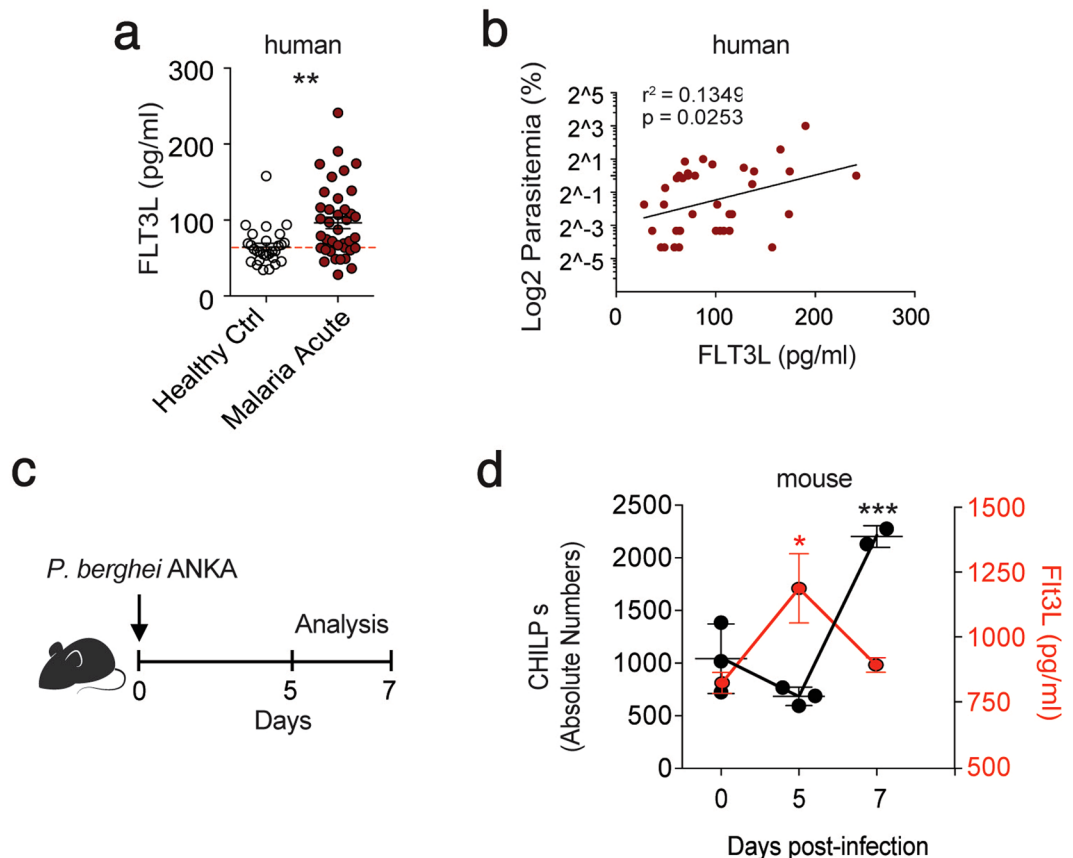 a
human
**
300
200
100
0
FLT3L (pg/ml)
Healthy Ctrl
Malaria Acute
b
human
r² = 0.1349
p = 0.0253
2^5
2^3
2^1
2^-1
2^-3
2^-5
Log2 Parasitemia (%)
0 100 200 300
FLT3L (pg/ml)
c
P. berghei ANKA
Analysis
0 5 7
Days
d
mouse
***
*
2500
2000
1500
1000
500
0
CHILP s
(Absolute Numbers)
1500
1250
1000
750
500
Flt3L (pg/ml)
0 5 7
Days post-infection